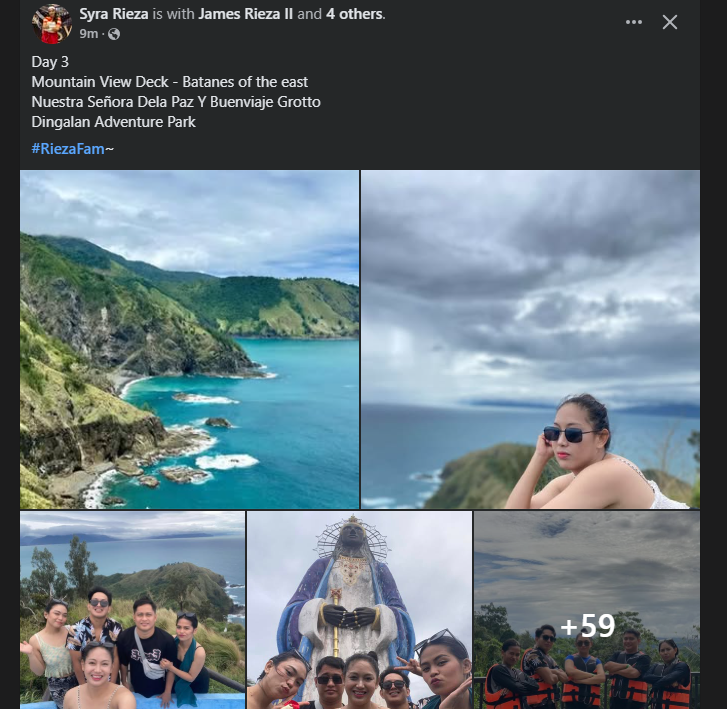 Syra Rieza is with James Rieza II and 4 others.
9m ·
Day 3
Mountain View Deck - Batanes of the east
Nuestra Señora Dela Paz Y Buenviaje Grotto
Dingalan Adventure Park
#RiezaFam~
+59